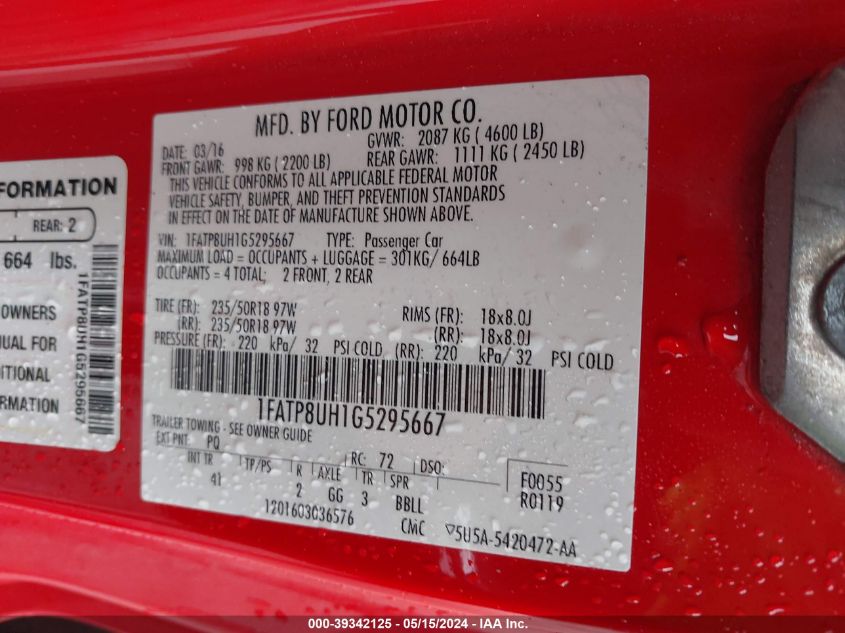 MFD. BY FORD MOTOR CO.
DATE: 03/16
GVWR: 2087 KG ( 4600 LB)
FRONT GAWR: 998 KG ( 2200 LB)
REAR GAWR: 1111 KG ( 2450 LB)
THIS VEHICLE CONFORMS TO ALL APPLICABLE FEDERAL MOTOR
VEHICLE SAFETY, BUMPER, AND THEFT PREVENTION STANDARDS
IN EFFECT ON THE DATE OF MANUFACTURE SHOWN ABOVE.
VIN: 1FATP8UH1G5295667 TYPE: Passenger Car
MAXIMUM LOAD = OCCUPANTS + LUGGAGE = 301KG/ 664LB
OCCUPANTS = 4 TOTAL: 2 FRONT, 2 REAR
TIRE (FR): 235/50R18 97W RIMS (FR): 18x8.0J
(RR): 235/50R18 97W (RR): 18x8.0J
PRESSURE (FR): 220 kPa/ 32 PSI COLD (RR): 220 kPa/ 32 PSI COLD
1FATP8UH1G5295667
TRAILER TOWING - SEE OWNER GUIDE
EXT PNT: PQ RC: 72 DSO: F0055
INT TR TP/PS R AXLE TR SPR R0119
41 2 GG 3 BBLL
1201603036576 CMC ▽5U5A-5420472-AA
FORMATION
REAR: 2
664 lbs.
OWNERS
NUAL FOR
DITIONAL
ORMATION
1FATP8UH1G5295667
000-39342125 - 05/15/2024 - IAA Inc.